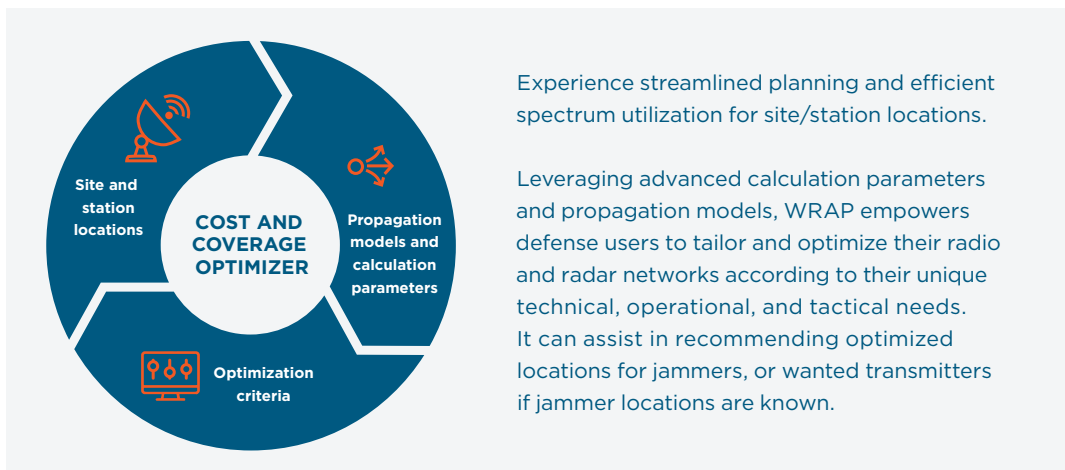 Site and
station
locations
COST AND
COVERAGE
OPTIMIZER
Propagation
models and
calculation
parameters
Optimization
criteria
Experience streamlined planning and efficient
spectrum utilization for site/station locations.
Leveraging advanced calculation parameters
and propagation models, WRAP empowers
defense users to tailor and optimize their radio
and radar networks according to their unique
technical, operational, and tactical needs.
It can assist in recommending optimized
locations for jammers, or wanted transmitters
if jammer locations are known.